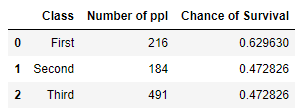 Class Number of ppl Chance of Survival
0 First 216 0.629630
1 Second 184 0.472826
2 Third 491 0.472826